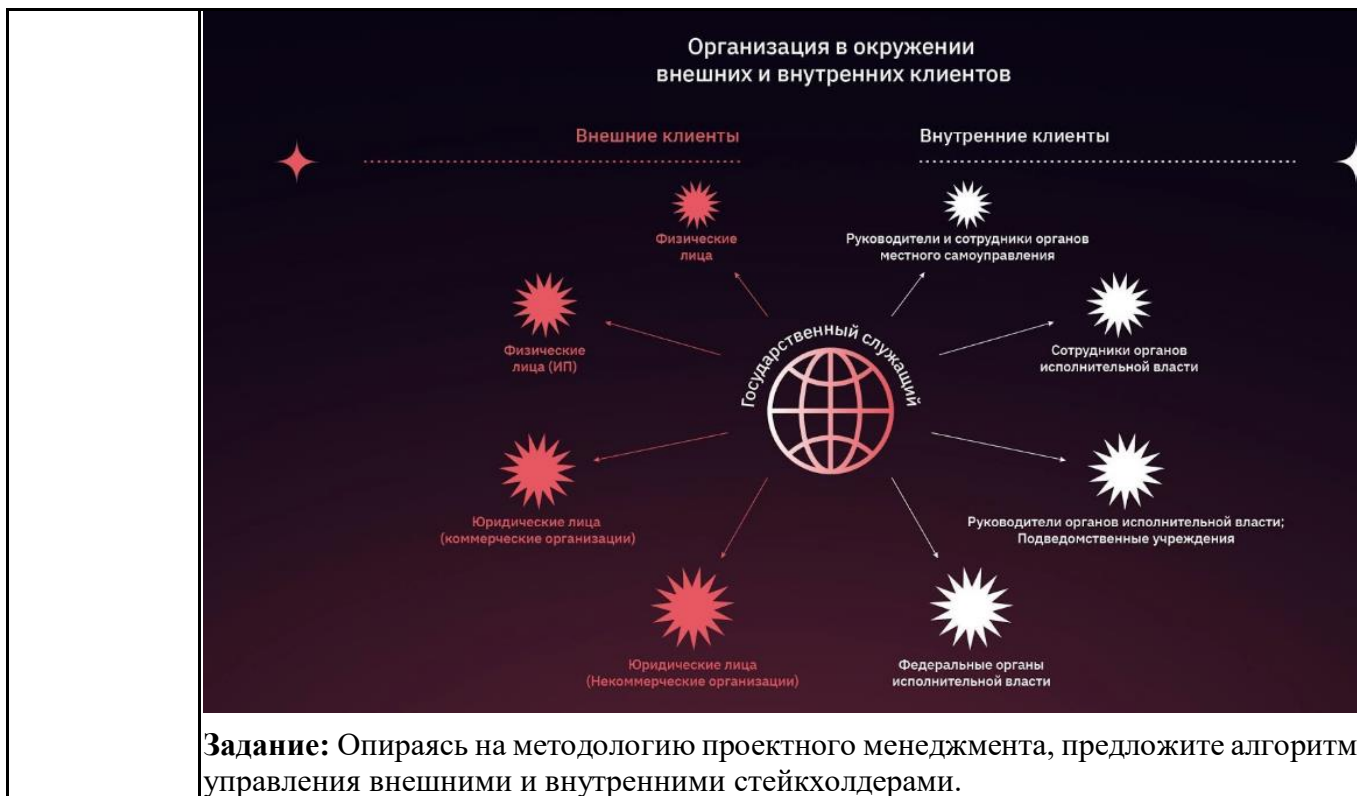 Организация в окружении
внешних и внутренних клиентов
Внешние клиенты
Внутренние клиенты
Физические
лица
Руководители и сотрудники органов
местного самоуправления
Физические
лица (ИП)
Государственный служащий
Сотрудники органов
исполнительной власти
Юридические лица
(коммерческие организации)
Руководители органов исполнительной власти;
Подведомственные учреждения
Юридические лица
(Некоммерческие организации)
Федеральные органы
исполнительной власти
Задание: Опираясь на методологию проектного менеджмента, предложите алгоритм
управления внешними и внутренними стейкхолдерами.